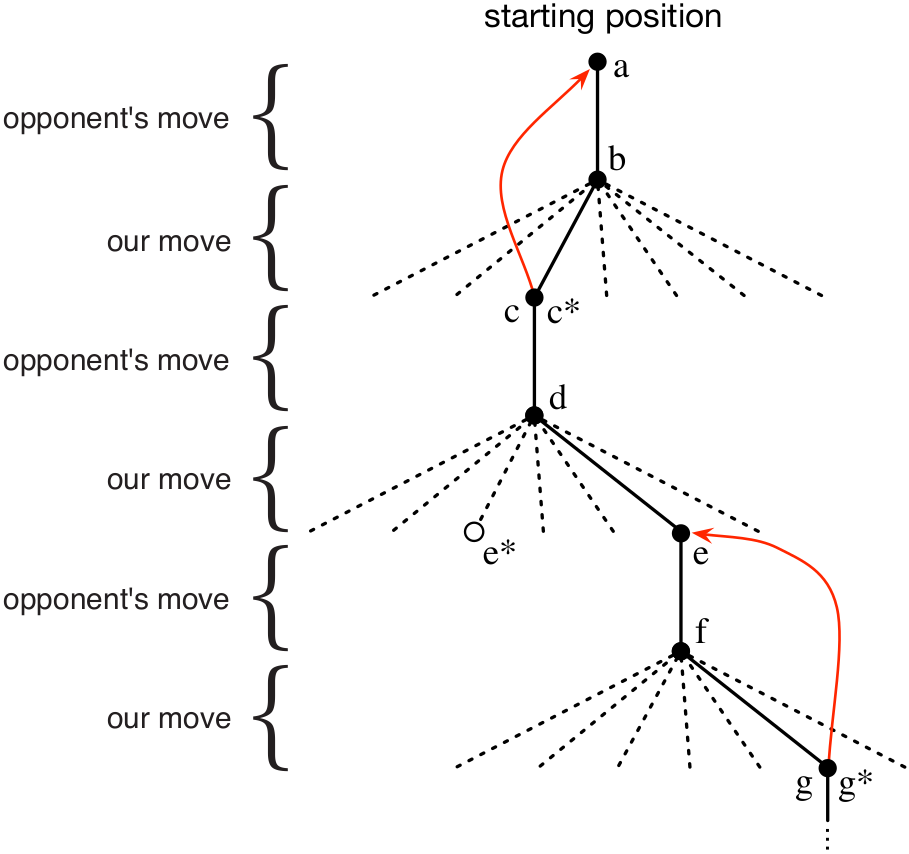 starting position
a
opponent's move
b
our move
c c*
opponent's move
d
our move
e* e
opponent's move
f
our move
g g*